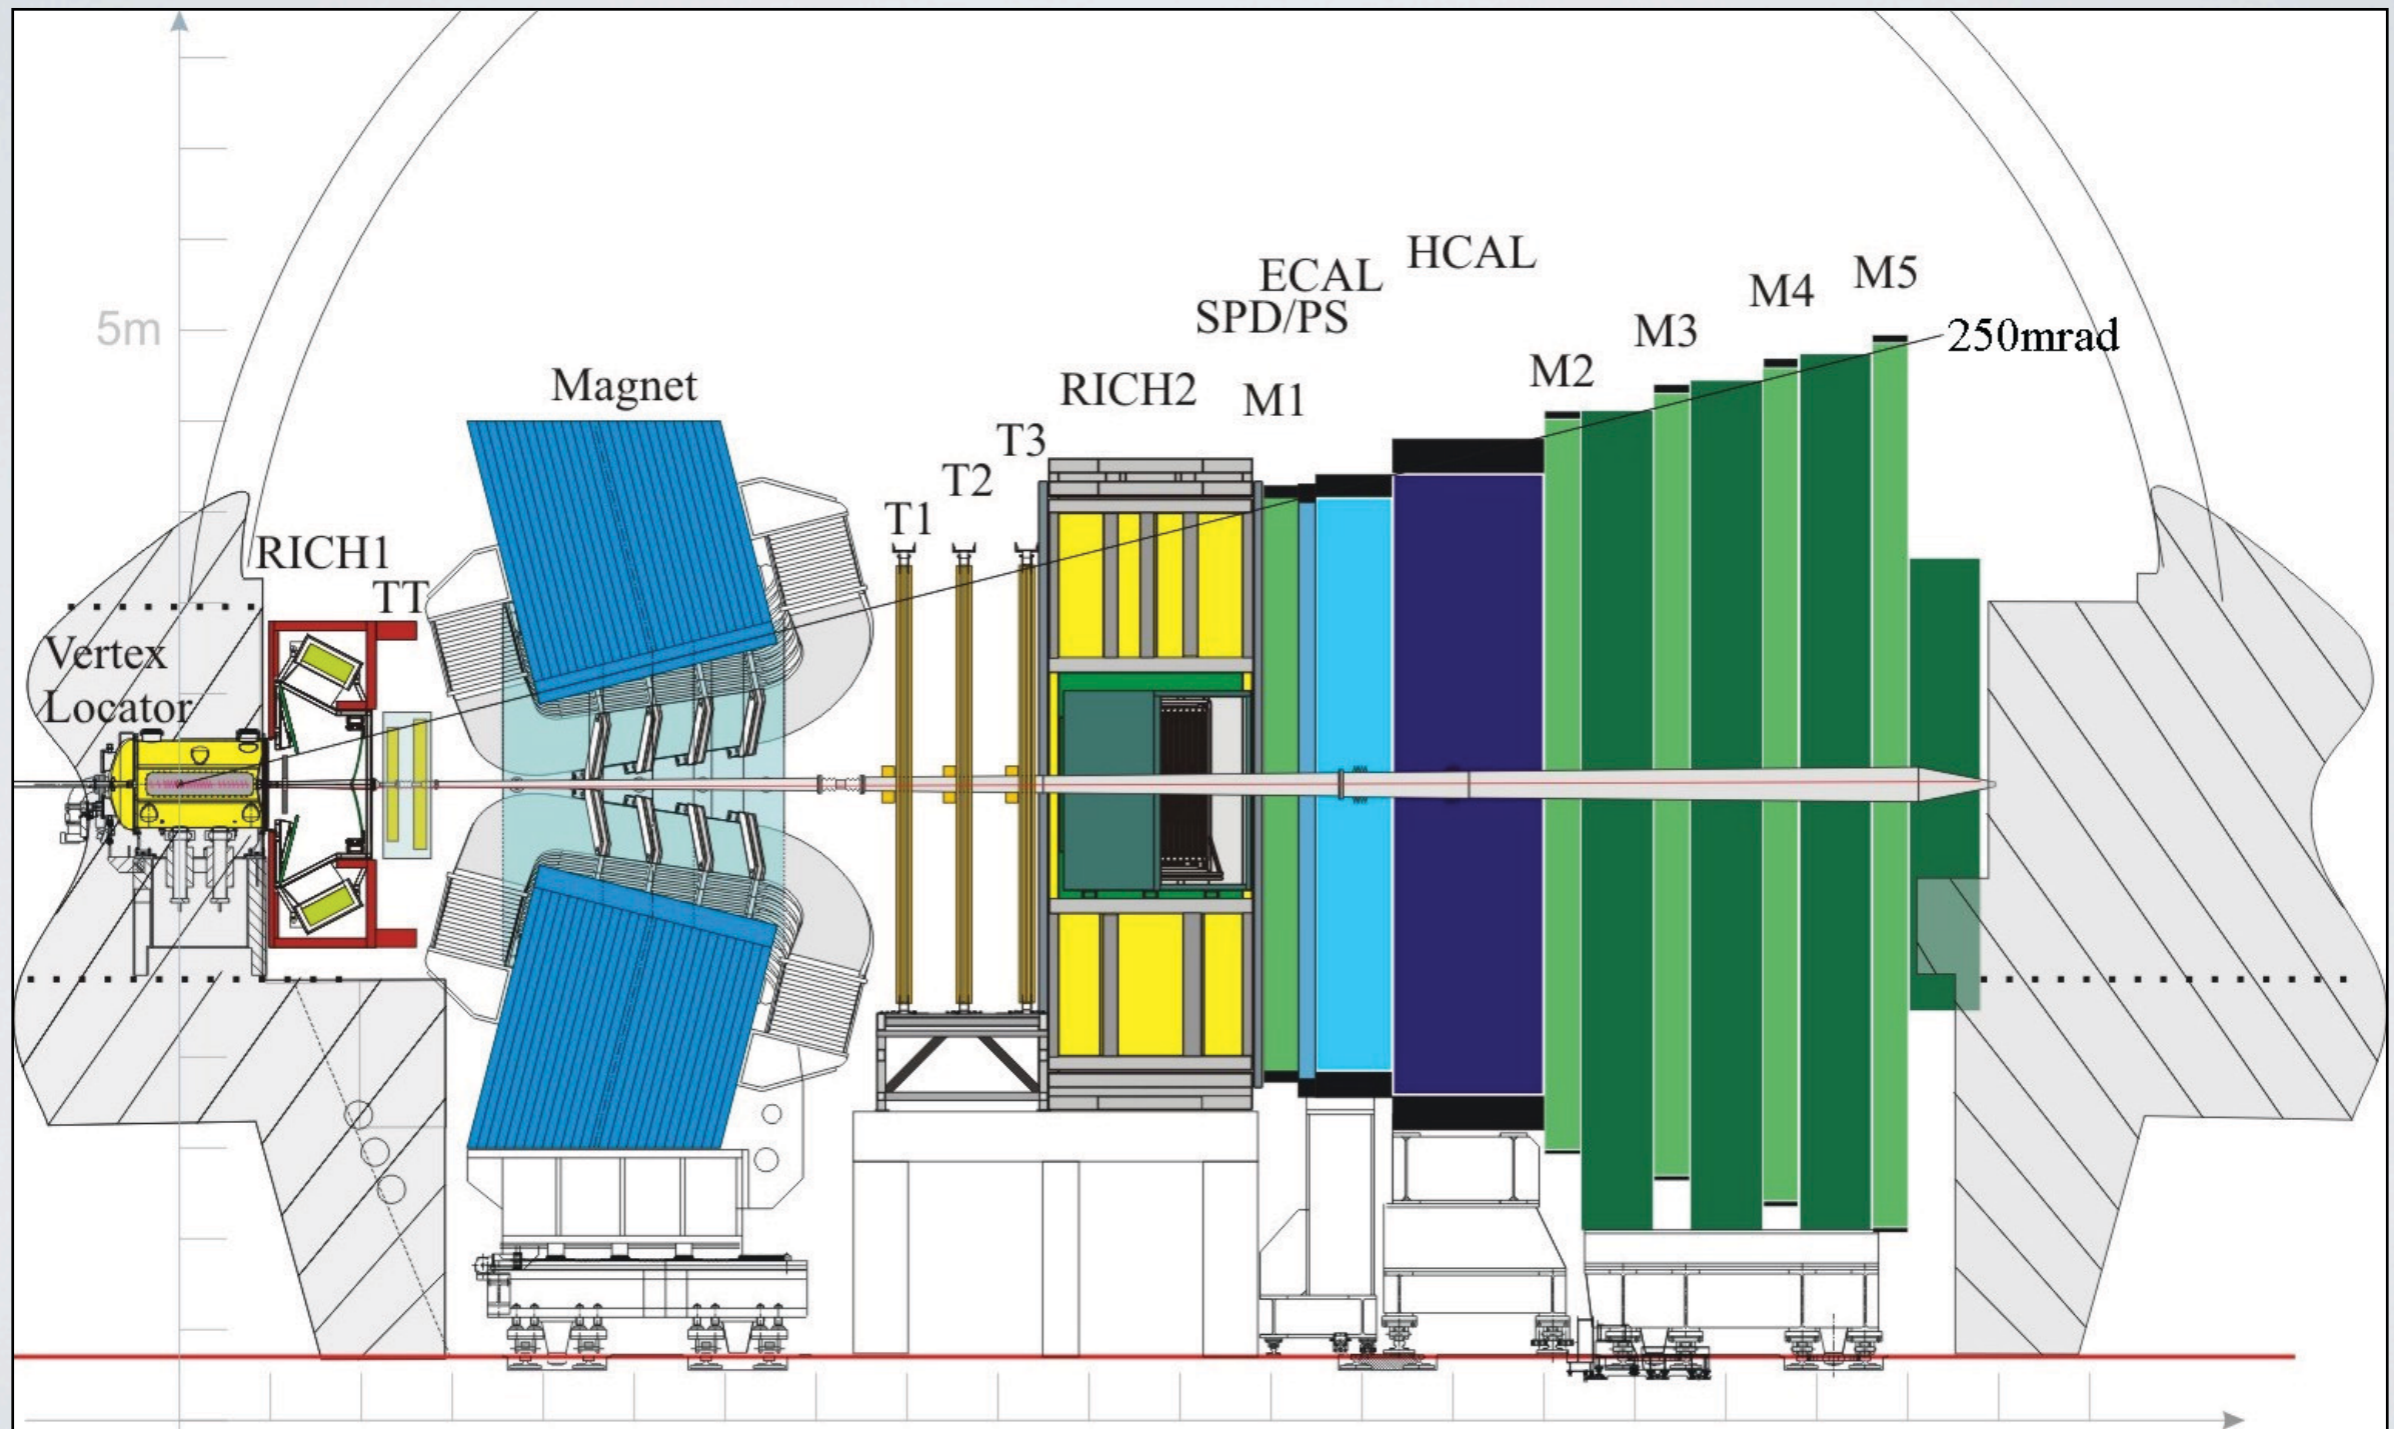 5m
Vertex
Locator
RICH1
TT
Magnet
T1
T2
T3
RICH2
M1
SPD/PS
ECAL
HCAL
M2
M3
M4
M5
250mrad